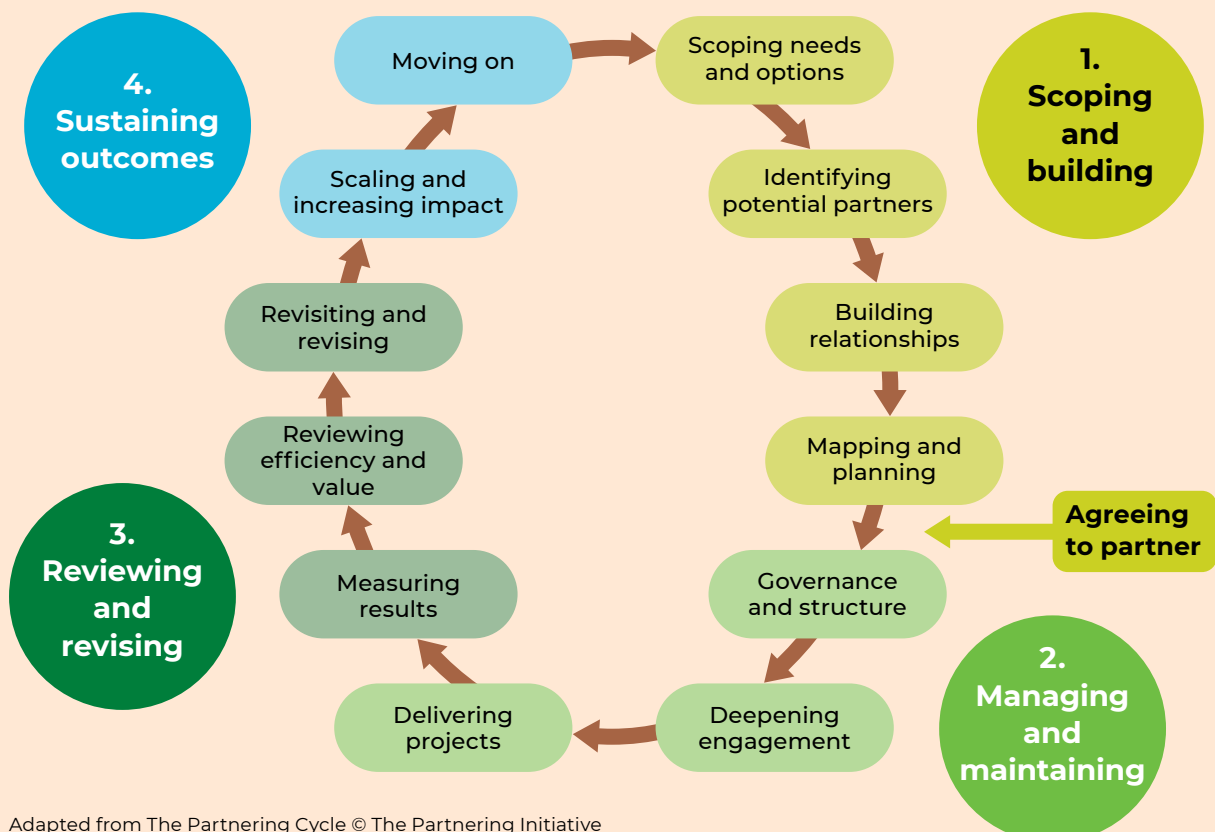 4.
Sustaining
outcomes
Moving on
Scoping needs
and options
1.
Scoping
and
building
Scaling and
increasing impact
Identifying
potential partners
Revisiting and
revising
Building
relationships
Reviewing
efficiency and
value
Mapping and
planning
Agreeing
to partner
3.
Reviewing
and
revising
Measuring
results
Governance
and structure
2.
Managing
and
maintaining
Delivering
projects
Deepening
engagement
Adapted from The Partnering Cycle © The Partnering Initiative